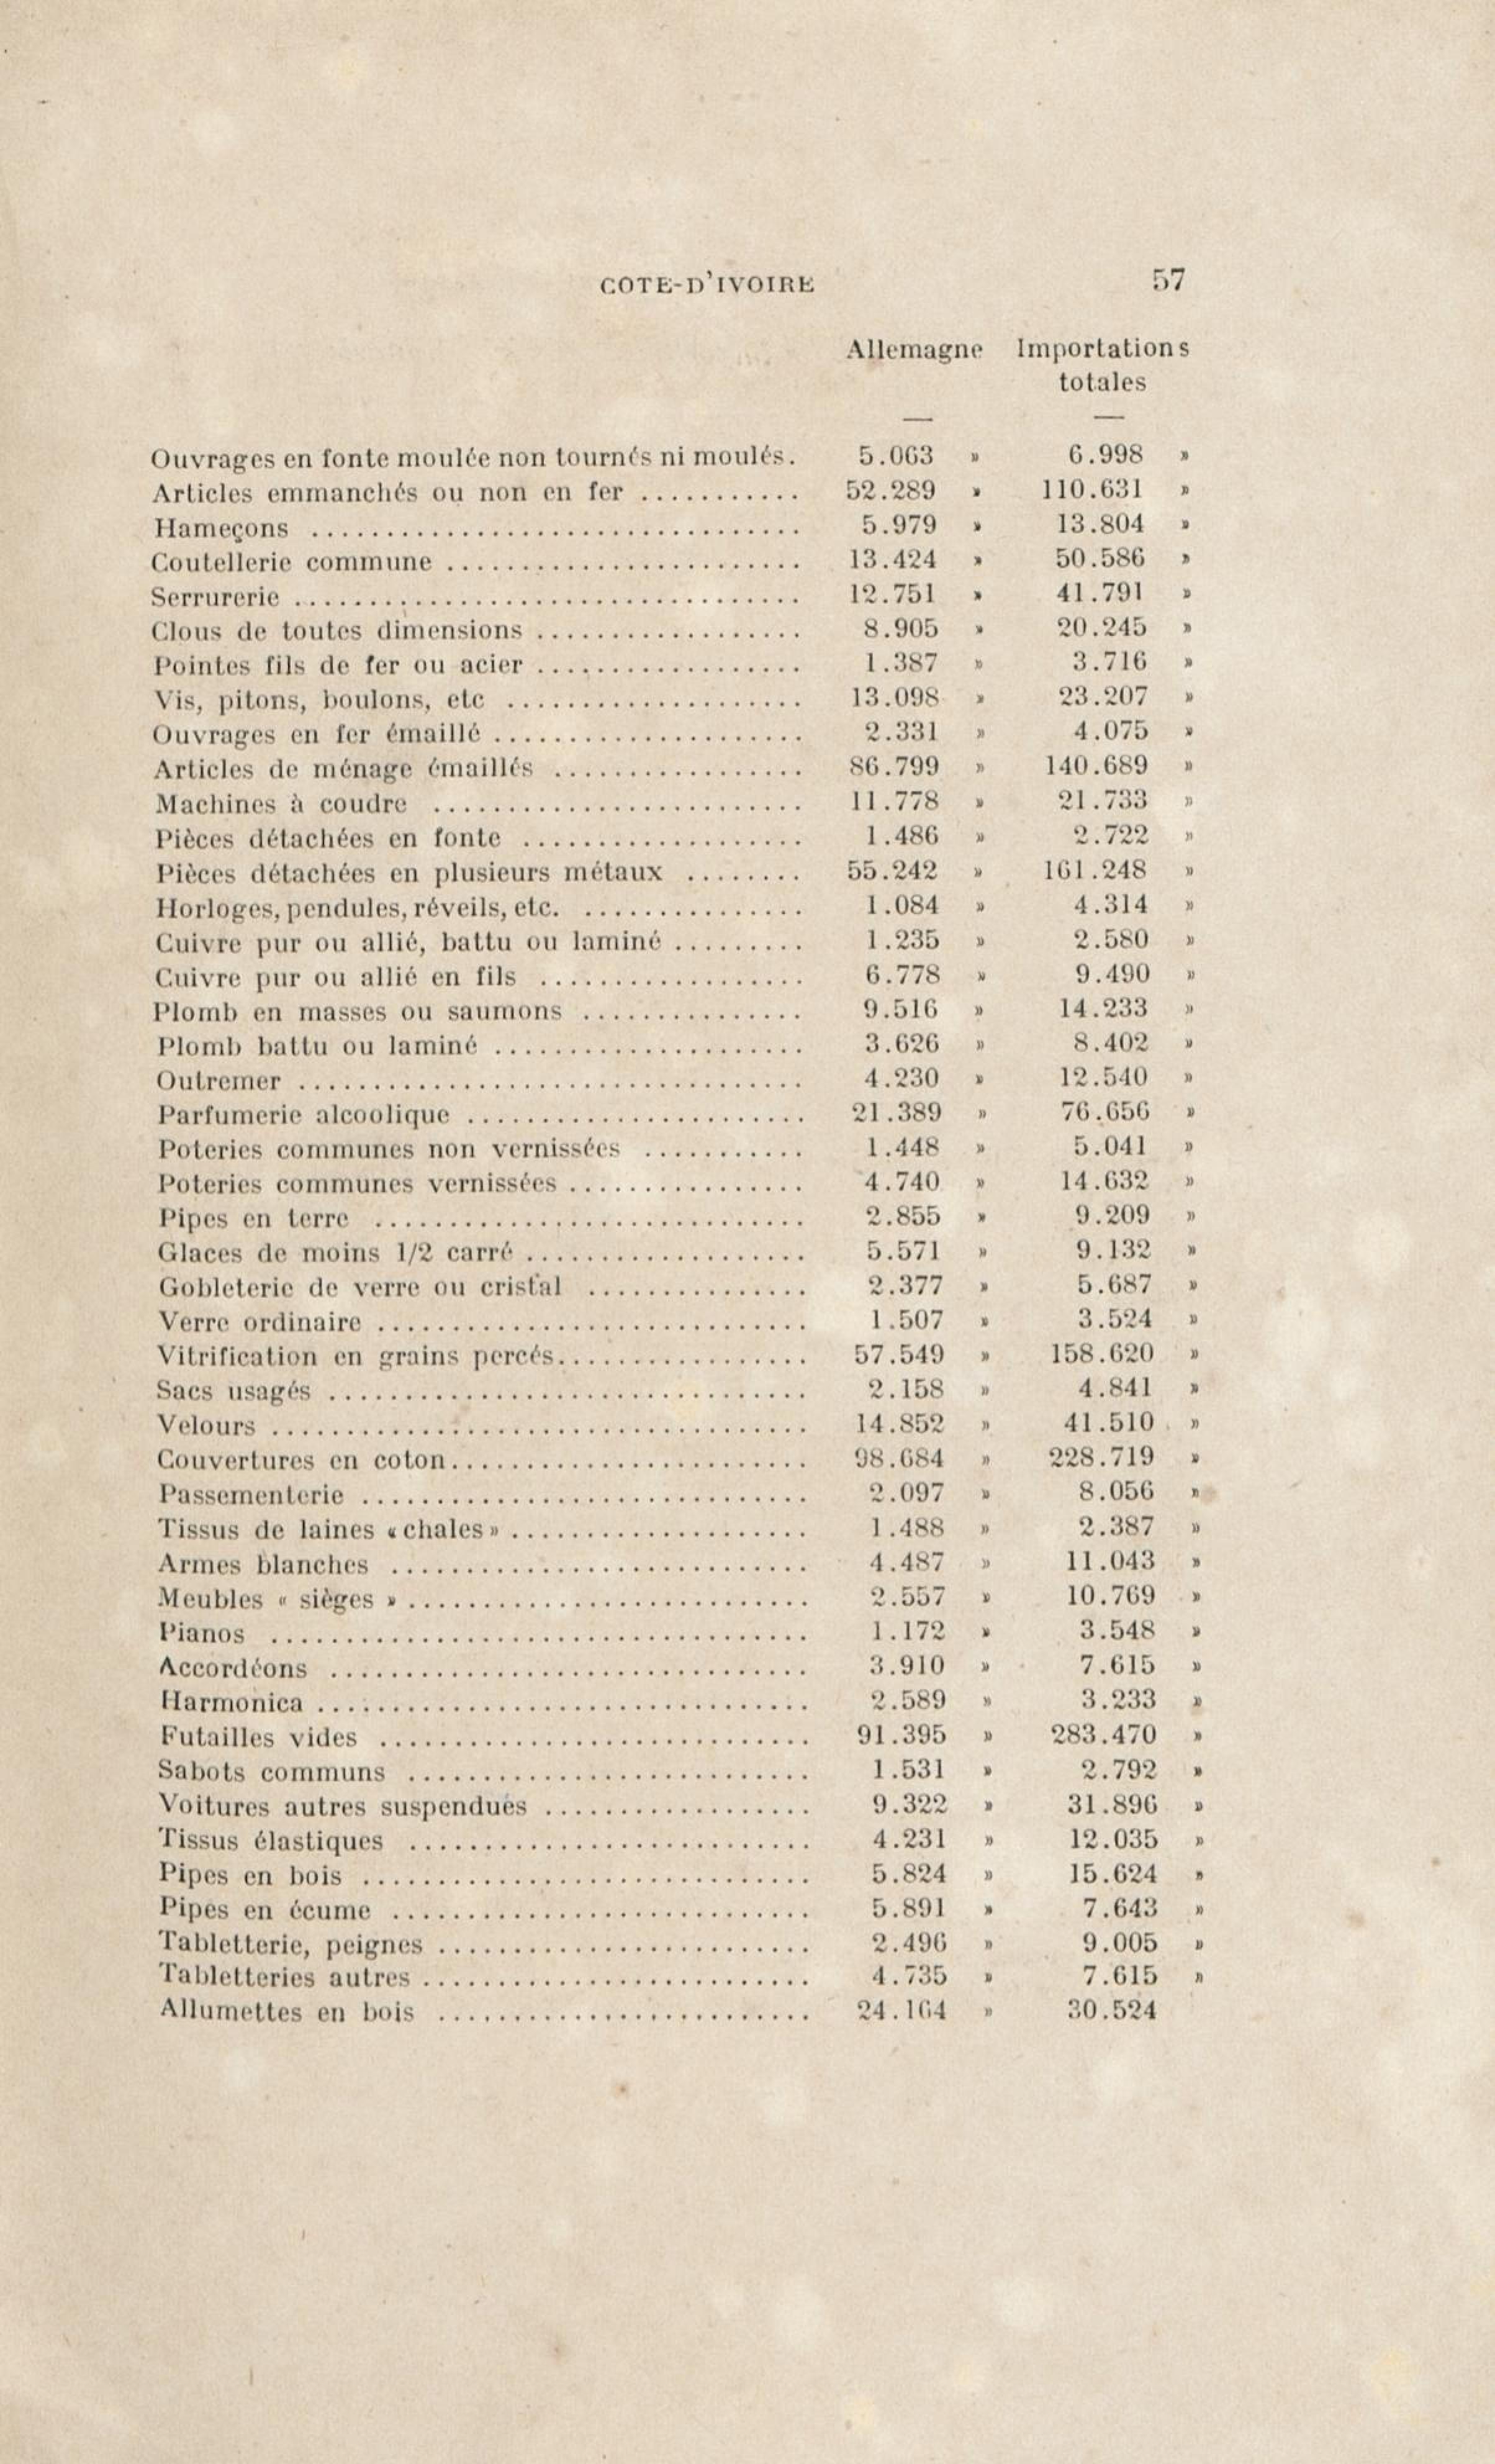 COTE-D'IVOIRE 57
Allemagne Importations
totales
Ouvrages en fonte moulée non tournés ni moulés. 5.063 » 6.998 »
Articles emmanchés ou non en fer ........... 52.289 » 110.631 »
Hameçons ................................. 5.979 » 13.804 »
Coutellerie commune ........................ 13.424 » 50.586 »
Serrurerie .................................. 12.751 » 41.791 »
Clous de toutes dimensions .................. 8.905 » 20.245 »
Pointes fils de fer ou acier .................. 1.387 » 3.716 »
Vis, pitons, boulons, etc .................... 13.098 » 23.207 »
Ouvrages en fer émaillé ..................... 2.331 » 4.075 »
Articles de ménage émaillés ................. 86.799 » 140.689 »
Machines à coudre ......................... 11.778 » 21.733 »
Pièces détachées en fonte ................... 1.486 » 2.722 »
Pièces détachées en plusieurs métaux ........ 55.242 » 161.248 »
Horloges, pendules, réveils, etc. ............... 1.084 » 4.314 »
Cuivre pur ou allié, battu ou laminé ......... 1.235 » 2.580 »
Cuivre pur ou allié en fils .................. 6.778 » 9.490 »
Plomb en masses ou saumons ............... 9.516 » 14.233 »
Plomb battu ou laminé ..................... 3.626 » 8.402 »
Outremer .................................. 4.230 » 12.540 »
Parfumerie alcoolique ....................... 21.389 » 76.656 »
Poteries communes non vernissées ........... 1.448 » 5.041 »
Poteries communes vernissées ................ 4.740 » 14.632 »
Pipes en terre ............................. 2.855 » 9.209 »
Glaces de moins 1/2 carré ................... 5.571 » 9.132 »
Gobleterie de verre ou cristal ............... 2.377 » 5.687 »
Verre ordinaire ............................. 1.507 » 3.524 »
Vitrification en grains percés................. 57.549 » 158.620 »
Sacs usagés ................................ 2.158 » 4.841 »
Velours .................................... 14.852 » 41.510 »
Couvertures en coton........................ 98.684 » 228.719 »
Passementerie .............................. 2.097 » 8.056 »
Tissus de laines «chales» .................... 1.488 » 2.387 »
Armes blanches ............................ 4.487 » 11.043 »
Meubles « sièges » ........................... 2.557 » 10.769 »
Pianos .................................... 1.172 » 3.548 »
Accordéons ................................ 3.910 » 7.615 »
Harmonica ................................. 2.589 » 3.233 »
Futailles vides ............................. 91.395 » 283.470 »
Sabots communs ........................... 1.531 » 2.792 »
Voitures autres suspendues .................. 9.322 » 31.896 »
Tissus élastiques ........................... 4.231 » 12.035 »
Pipes en bois .............................. 5.824 » 15.624 »
Pipes en écume ............................ 5.891 » 7.643 »
Tabletterie, peignes ......................... 2.496 » 9.005 »
Tabletteries autres .......................... 4.735 » 7.615 »
Allumettes en bois ......................... 24.164 » 30.524